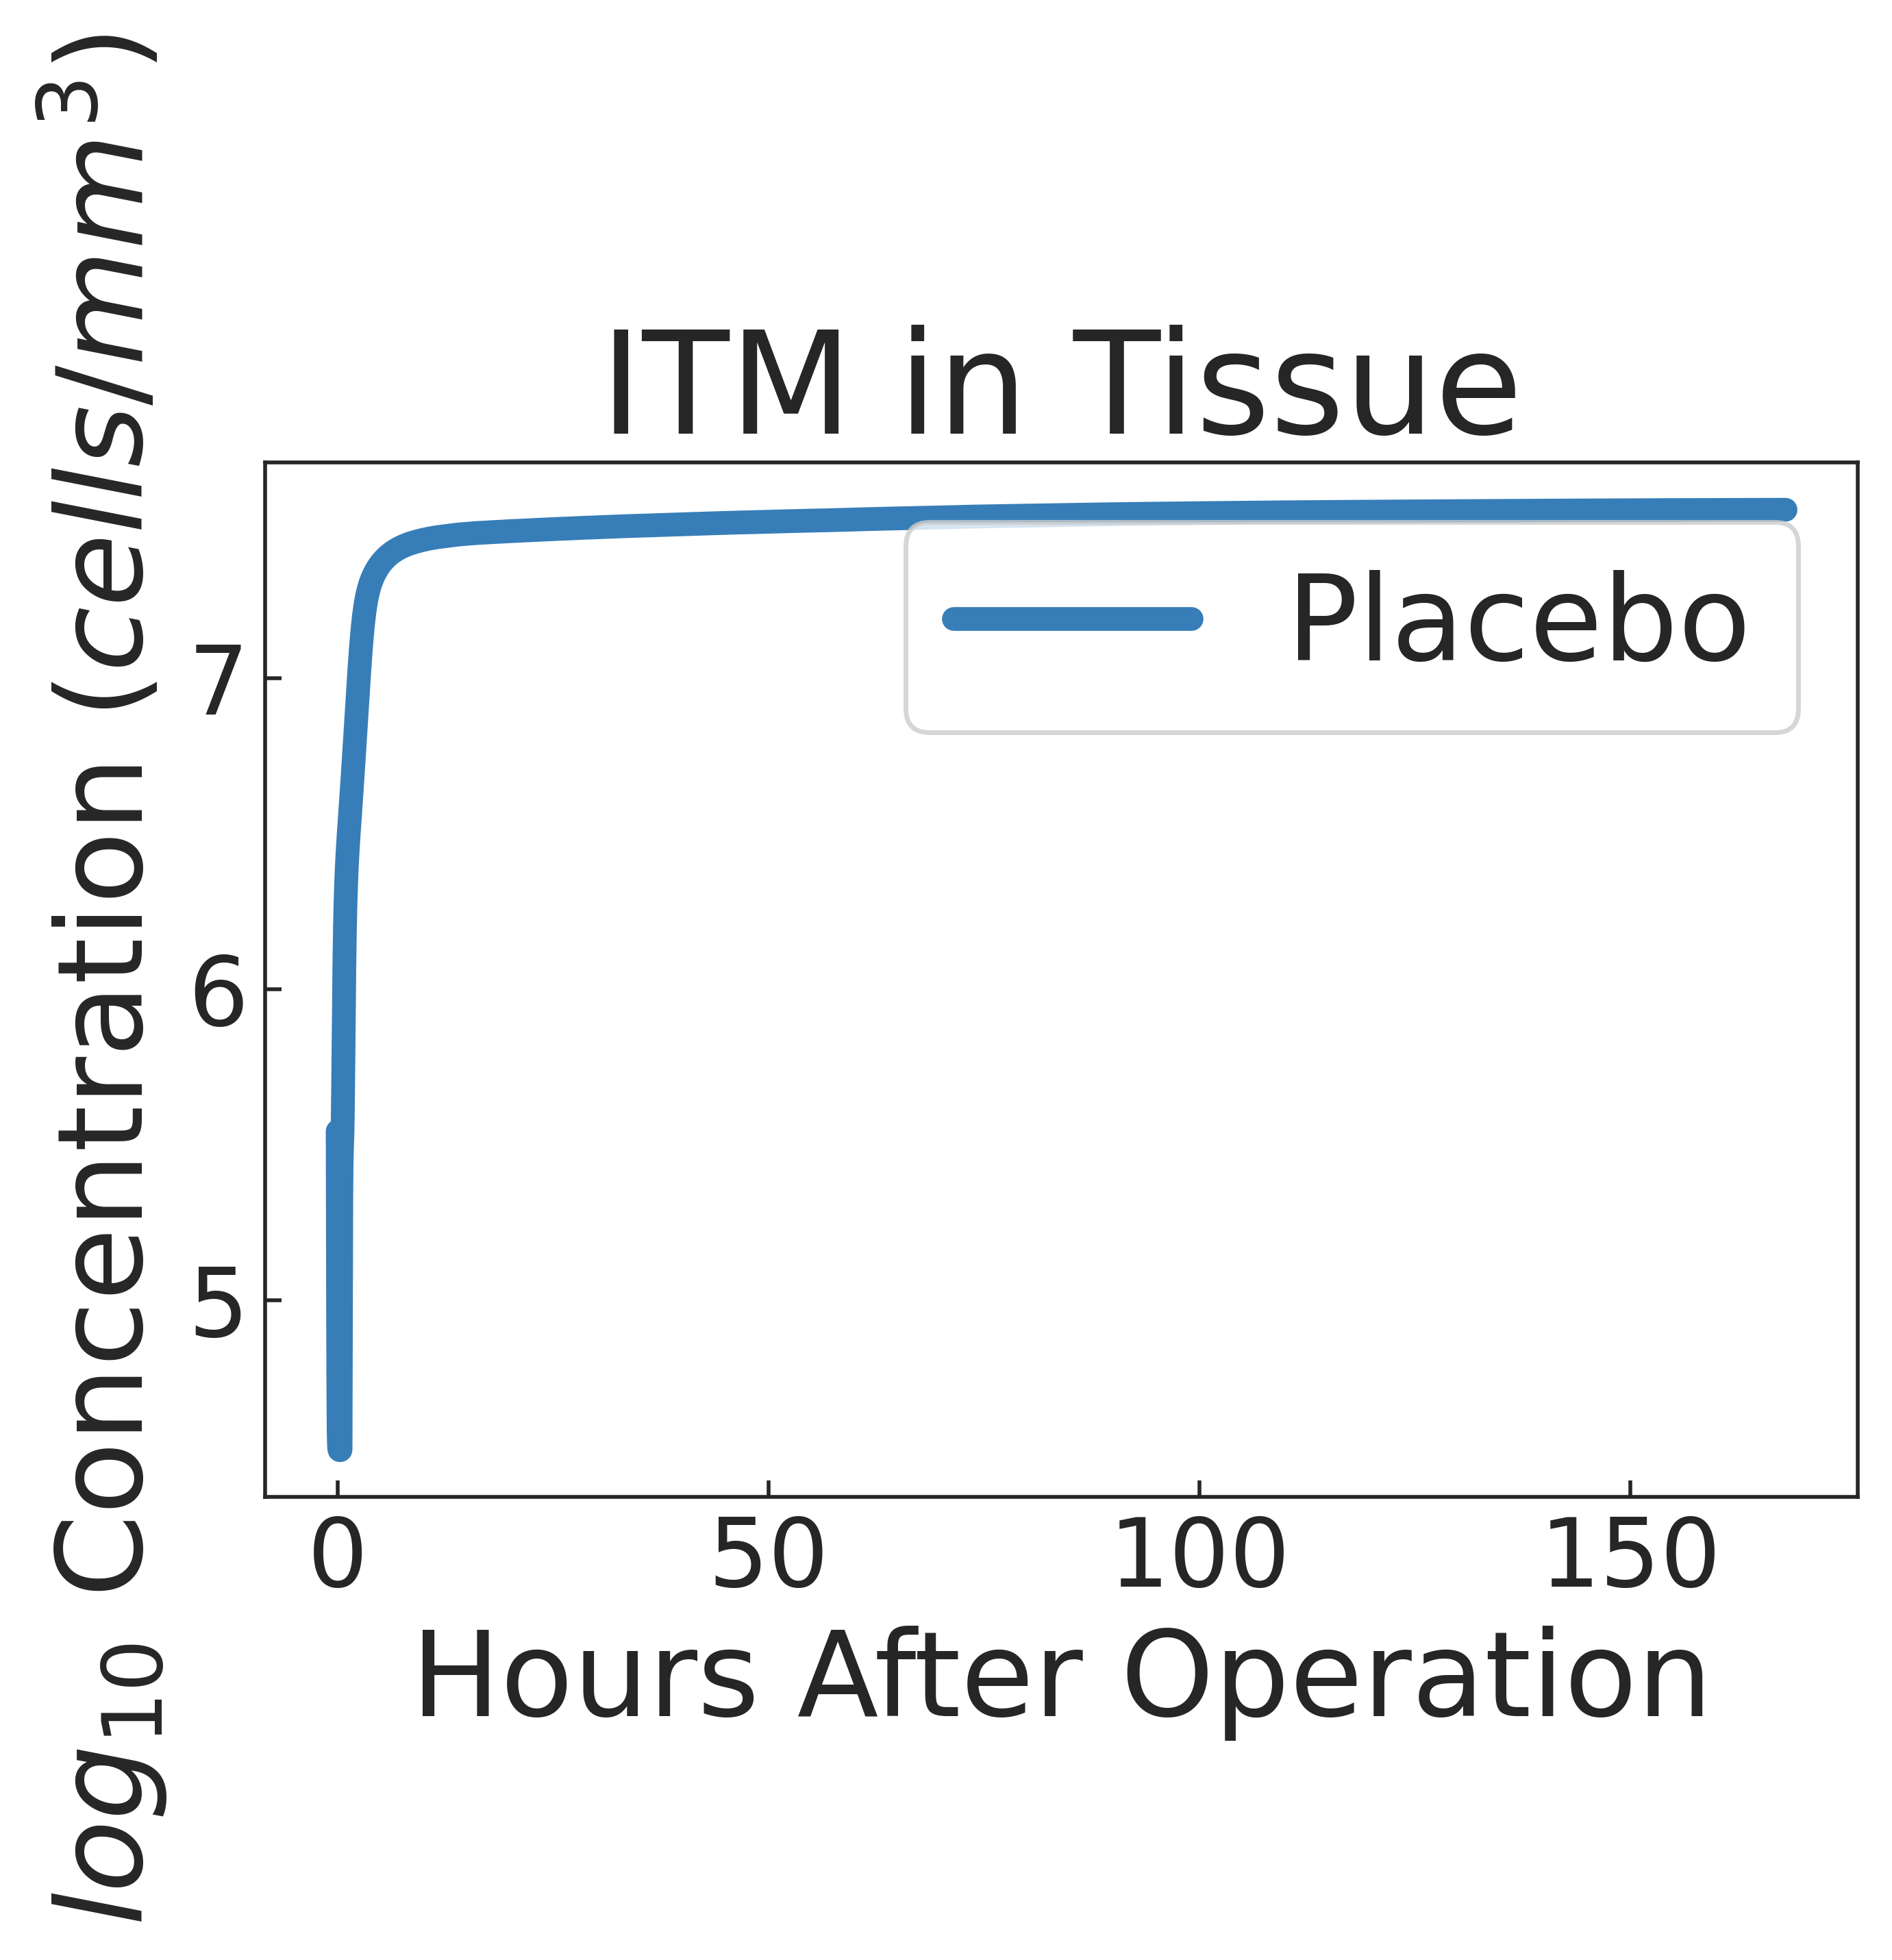 ITM in Tissue
log10 Concentration (cells/mm3)
Placebo
7
6
5
0 50 100 150
Hours After Operation